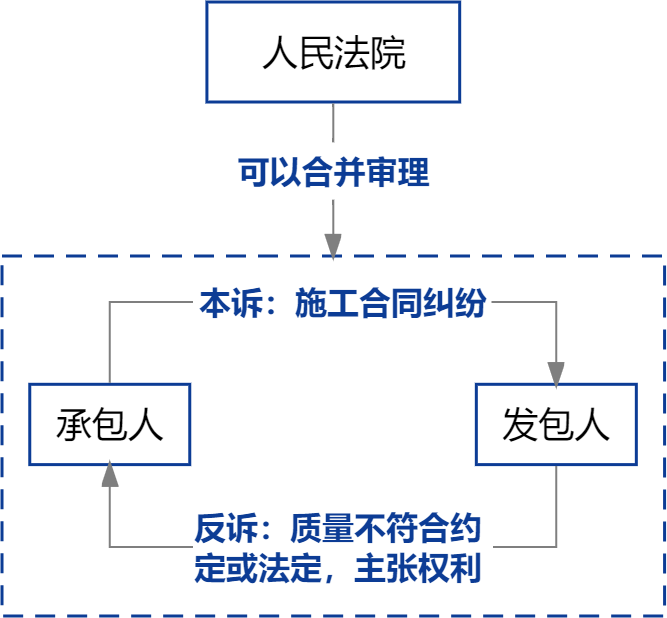 人民法院
可以合并审理
本诉：施工合同纠纷
承包人
发包人
反诉：质量不符合约
定或法定，主张权利